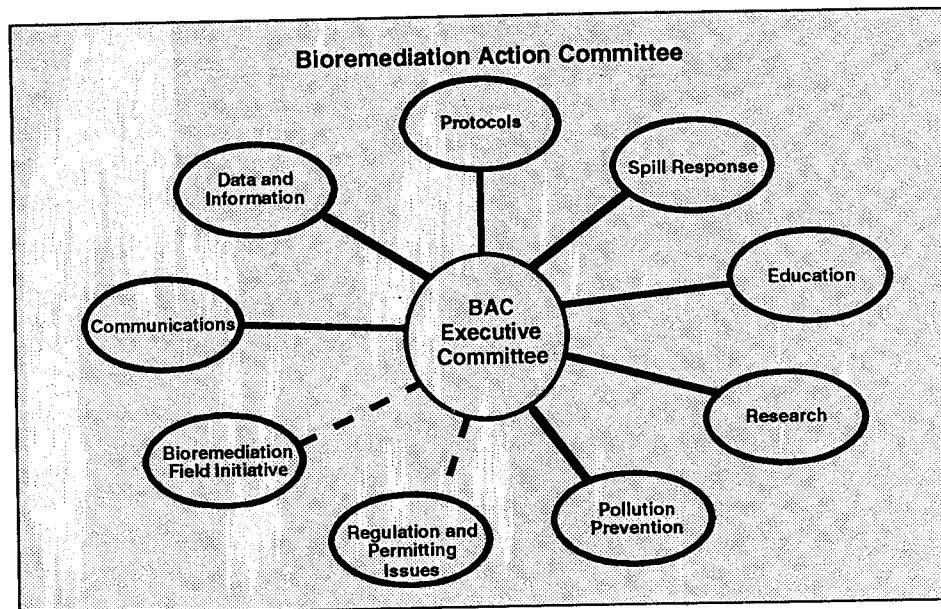 Bioremediation Action Committee
Protocols
Spill Response
Data and
Information
Education
Communications
BAC
Executive
Committee
Research
Bioremediation
Field Initiative
Pollution
Prevention
Regulation and
Permitting
Issues